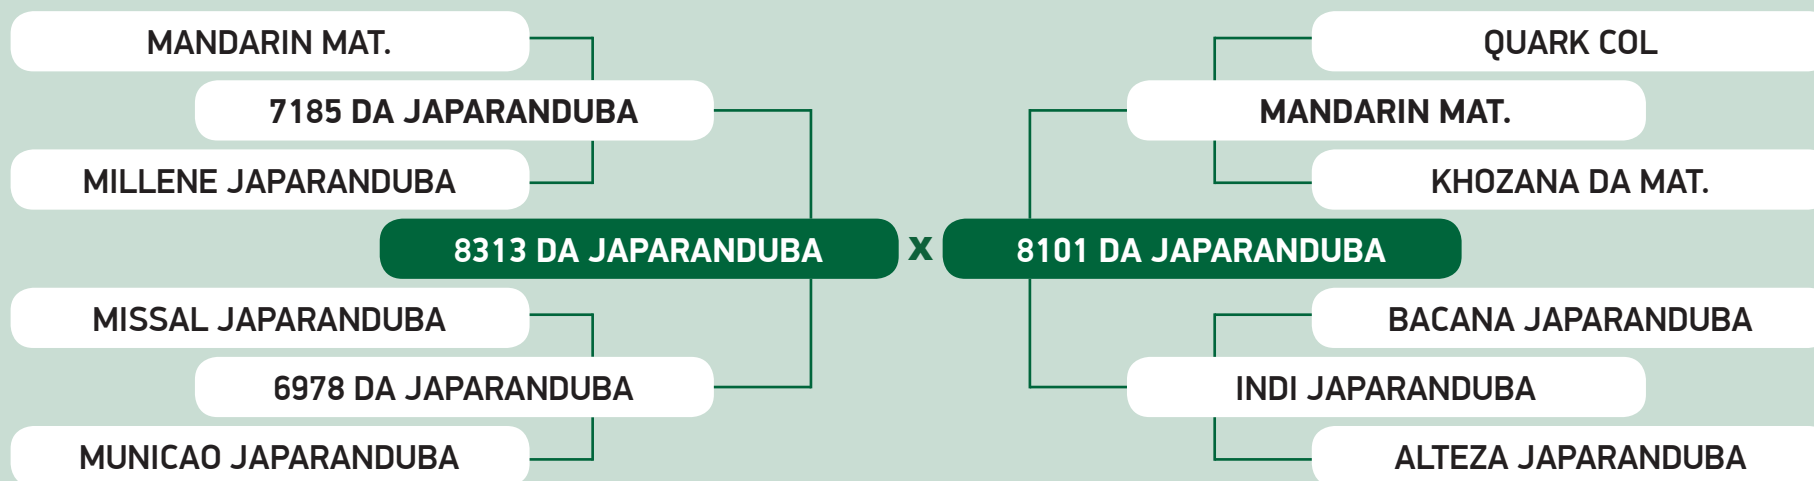 MANDARIN MAT.
7185 DA JAPARANDUBA
MILLENE JAPARANDUBA
8313 DA JAPARANDUBA
MISSAL JAPARANDUBA
6978 DA JAPARANDUBA
MUNICAO JAPARANDUBA
X
QUARK COL
MANDARIN MAT.
KHOZANA DA MAT.
8101 DA JAPARANDUBA
BACANA JAPARANDUBA
INDI JAPARANDUBA
ALTEZA JAPARANDUBA